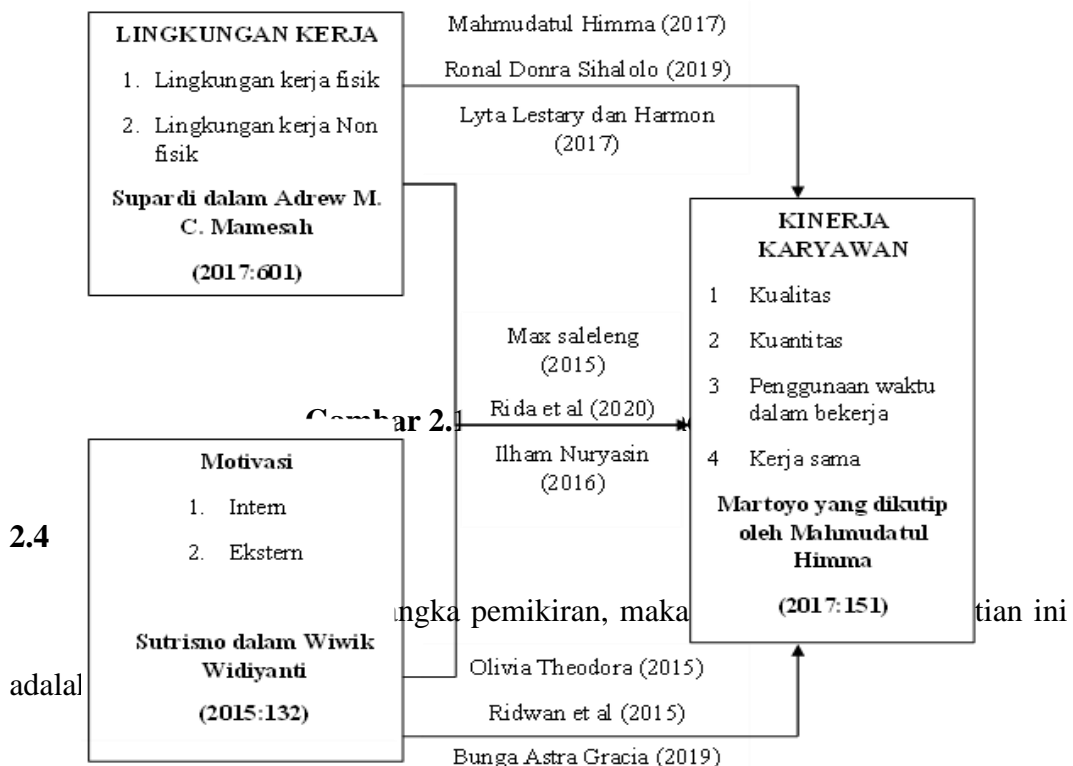 LINGKUNGAN KERJA
1. Lingkungan kerja fisik
2. Lingkungan kerja Non
fisik
Supardi dalam Adrew M.
C. Mamesah
(2017:601)
Mahmudatul Himma (2017)
Ronal Donra Sihalolo (2019)
Lyta Lestary dan Harmon
(2017)
KINERJA
KARYAWAN
1 Kualitas
2 Kuantitas
3 Penggunaan waktu
dalam bekerja
4 Kerja sama
Martoyo yang dikutip
oleh Mahmudatul
Himma
(2017:151)
Max saleleng
(2015)
Rida et al (2020)
Ilham Nuryasin
(2016)
Gambar 2.1
Motivasi
1. Intern
2. Ekstern
Sutrisno dalam Wiwik
Widiyanti
(2015:132)
2.4
pemikiran, maka ini
Olivia Theodora (2015)
Ridwan et al (2015)
Bunga Astra Gracia (2019)